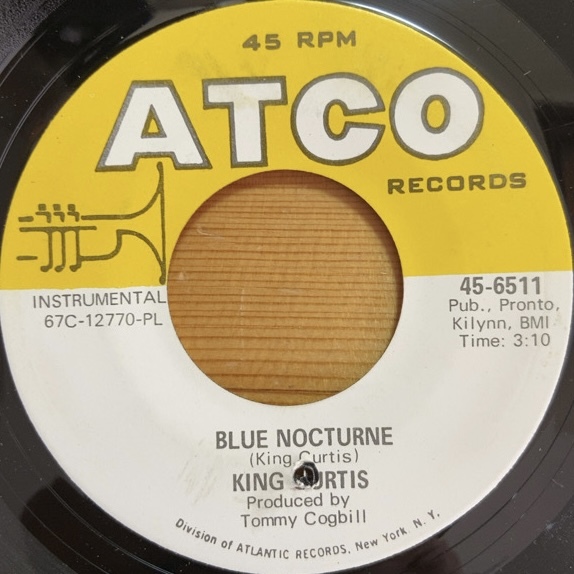 45 RPM
ATCO
RECORDS
INSTRUMENTAL
67C-12770-PL
45-6511
Pub., Pronto,
Kilynn, BMI
Time: 3:10
BLUE NOCTURNE
(King Curtis)
KING CURTIS
Produced by
Tommy Cogbill
Division of ATLANTIC RECORDS, New York. N. Y.